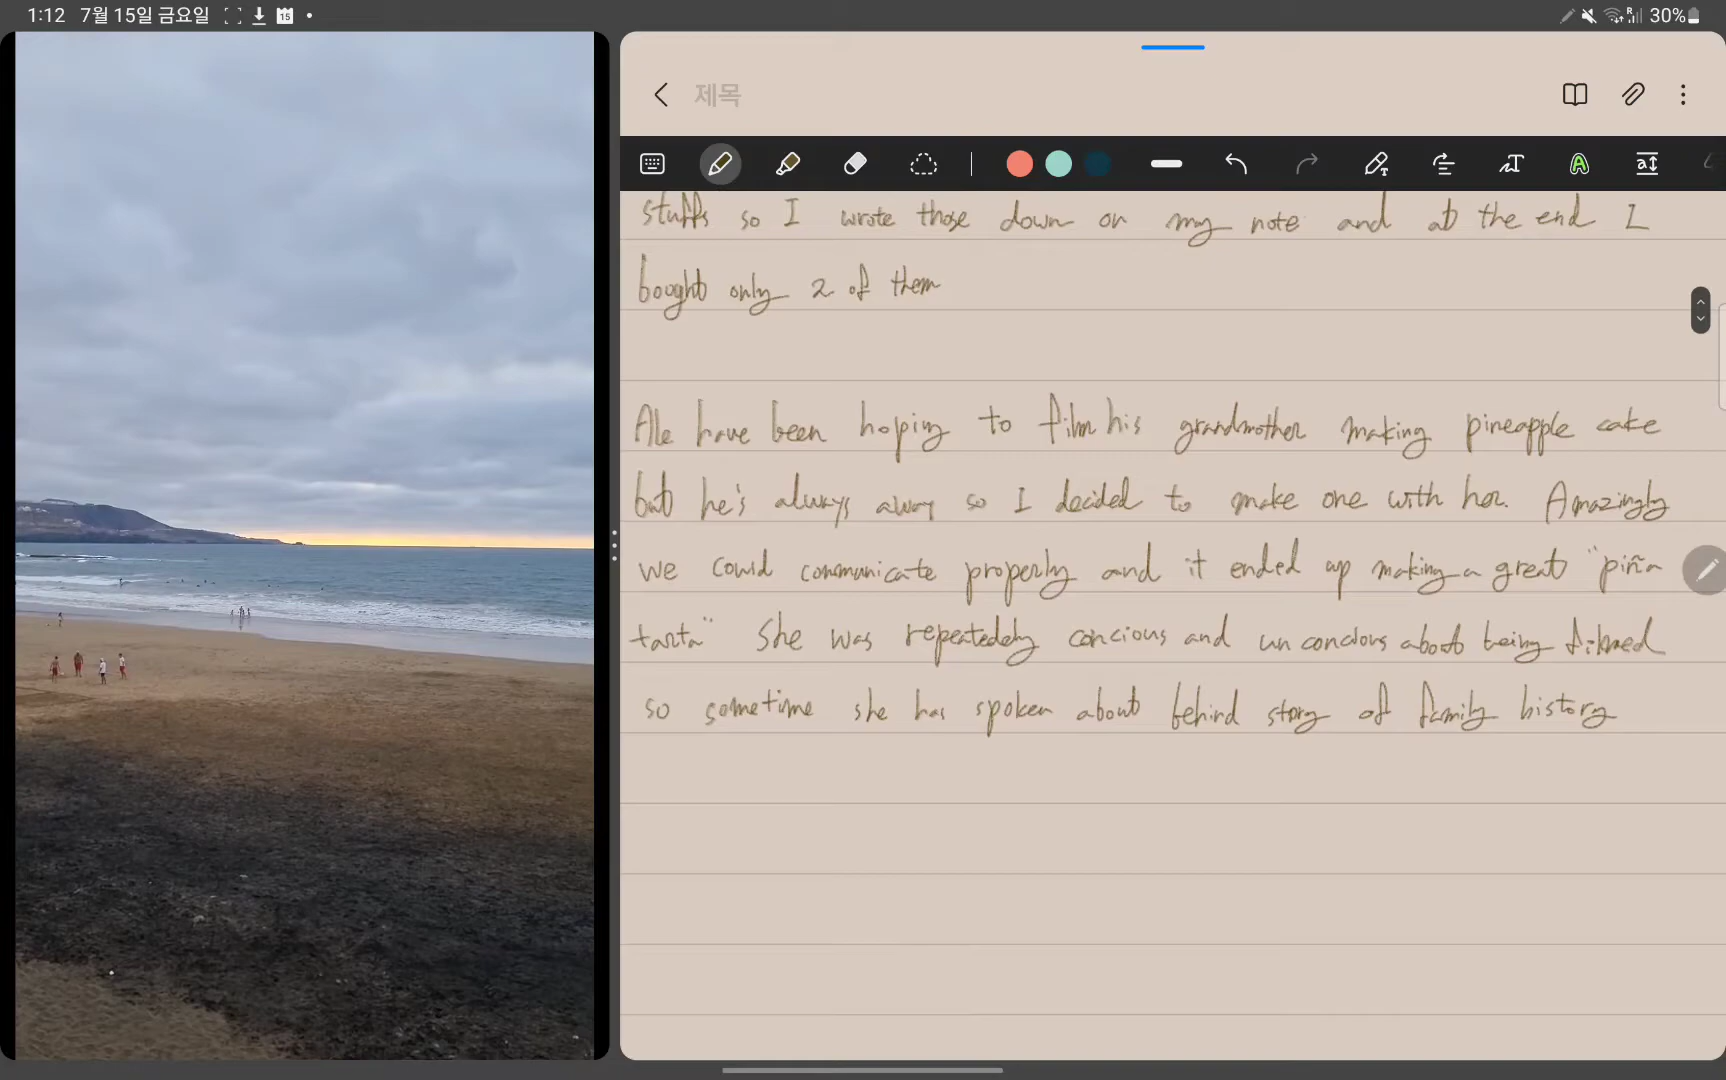 1:12 7월 15일 금요일 15 R 30%
제목
stuffs so I wrote those down on my note and at the end I
bought only 2 of them
Ale have been hoping to film his grandmother making pineapple cake
but he's always away so I decided to make one with her. Amazingly
we could communicate properly and it ended up making a great "piña
tarta" She was repeatedely concious and unconcious about being filmed
so sometime she has spoken about behind story of family history